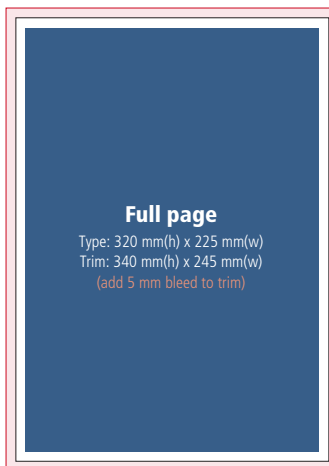 Full page
Type: 320 mm(h) x 225 mm(w)
Trim: 340 mm(h) x 245 mm(w)
(add 5 mm bleed to trim)